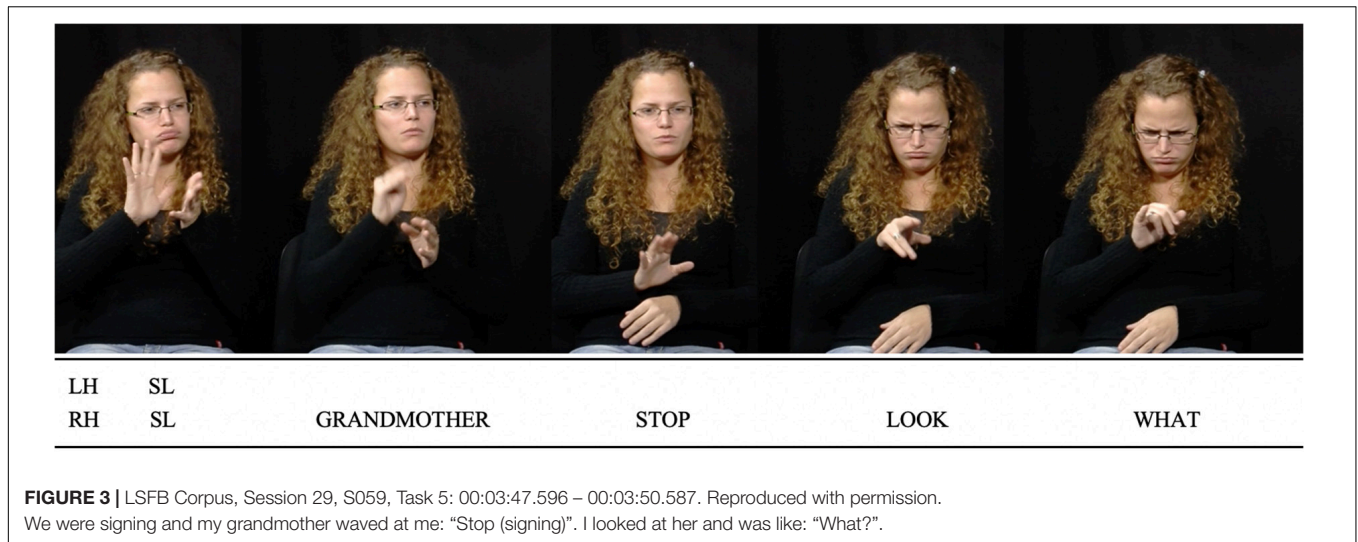 LH SL
RH SL GRANDMOTHER STOP LOOK WHAT
FIGURE 3 | LSFB Corpus, Session 29, S059, Task 5: 00:03:47.596 – 00:03:50.587. Reproduced with permission.
We were signing and my grandmother waved at me: “Stop (signing)”. I looked at her and was like: “What?”.